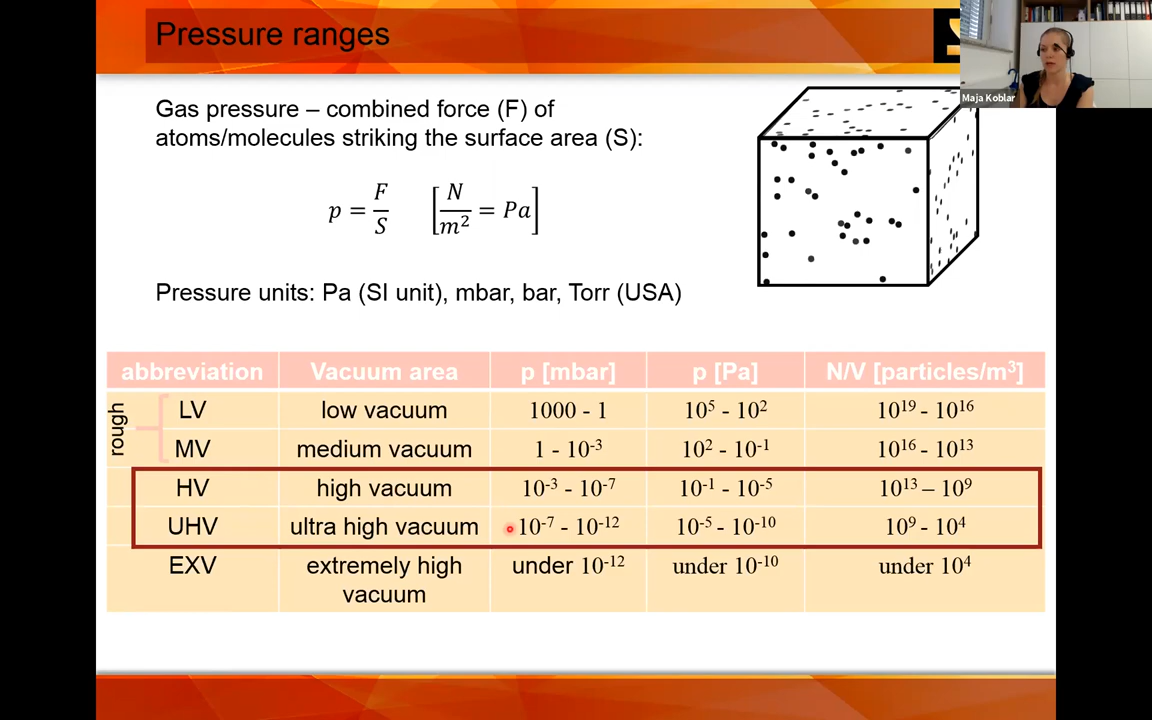 Pressure ranges
Maja Koblar
Gas pressure – combined force (F) of
atoms/molecules striking the surface area (S):
p = F/S [N/m² = Pa]
Pressure units: Pa (SI unit), mbar, bar, Torr (USA)
abbreviation Vacuum area p [mbar] p [Pa] N/V [particles/m³]
rough
LV low vacuum 1000 - 1 10⁵ - 10² 10¹⁹ - 10¹⁶
MV medium vacuum 1 - 10⁻³ 10² - 10⁻¹ 10¹⁶ - 10¹³
HV high vacuum 10⁻³ - 10⁻⁷ 10⁻¹ - 10⁻⁵ 10¹³ – 10⁹
UHV ultra high vacuum 10⁻⁷ - 10⁻¹² 10⁻⁵ - 10⁻¹⁰ 10⁹ - 10⁴
EXV extremely high under 10⁻¹² under 10⁻¹⁰ under 10⁴
vacuum